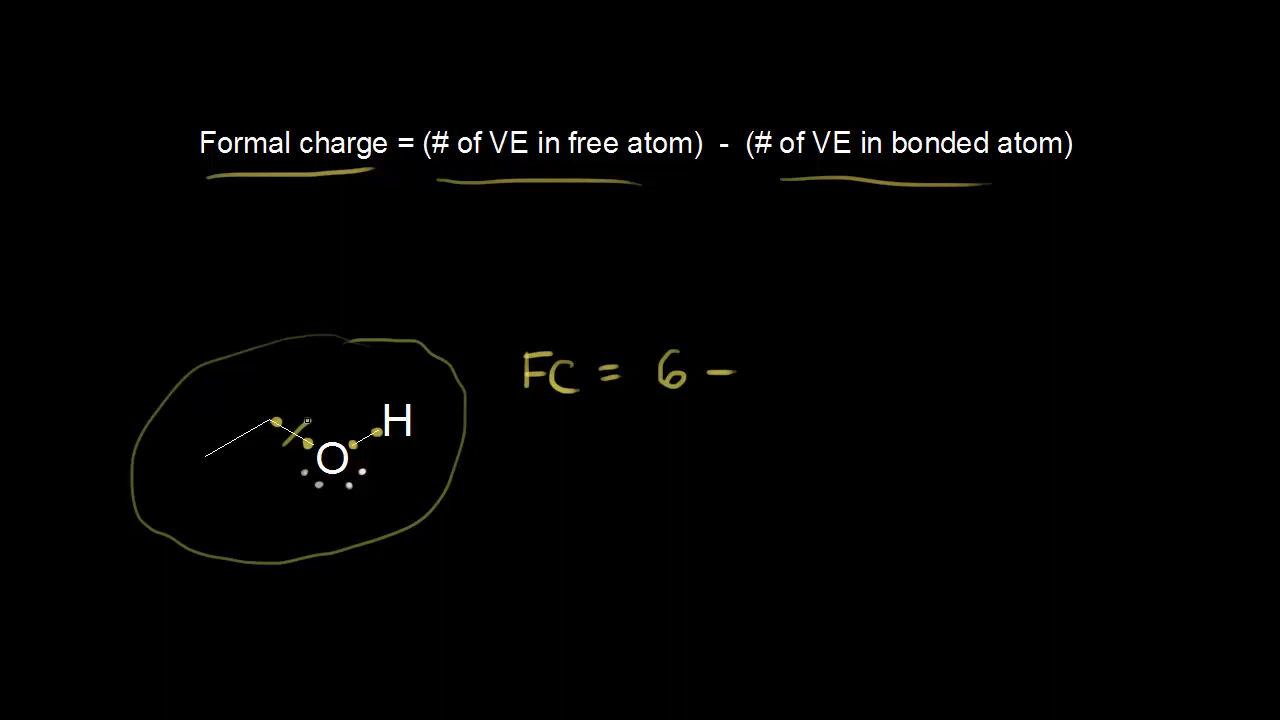 Formal charge = (# of VE in free atom) - (# of VE in bonded atom)
FC = 6 -
H
O